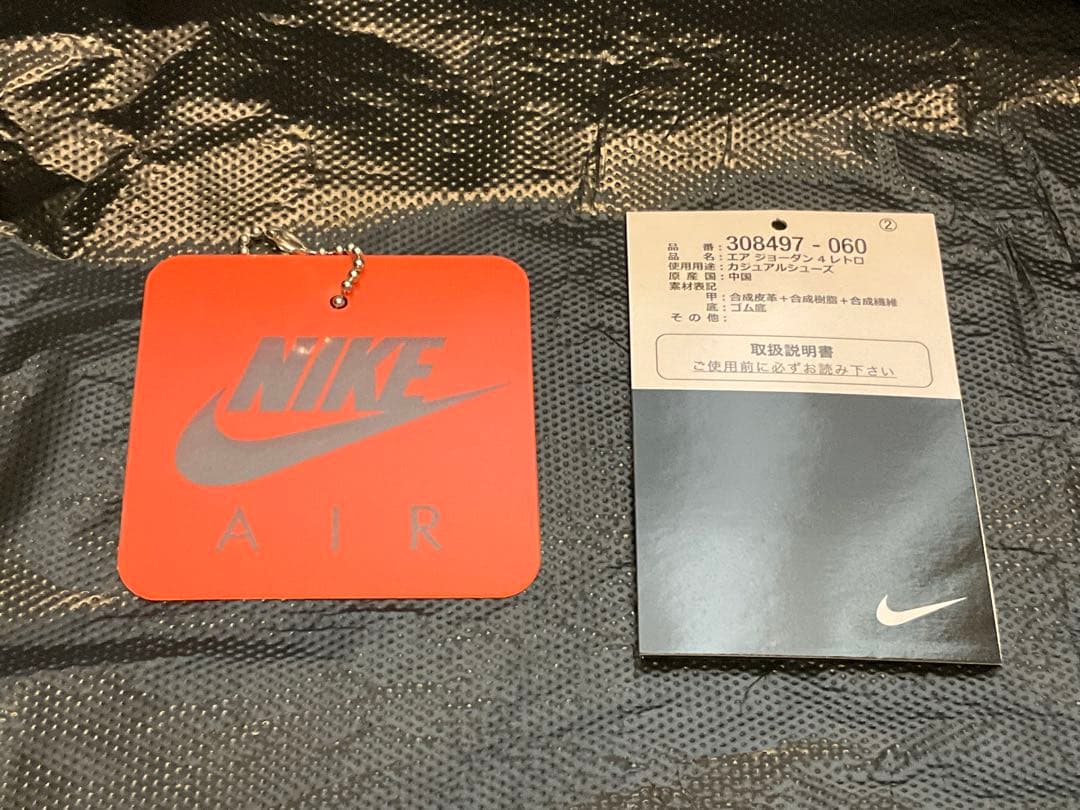 NIKE
AIR
②
品番：308497-060
品名：エア ジョーダン 4 レトロ
使用用途：カジュアルシューズ
原産国：中国
素材表記
甲：合成皮革＋合成樹脂＋合成繊維
底：ゴム底
その他：
取扱説明書
ご使用前に必ずお読み下さい